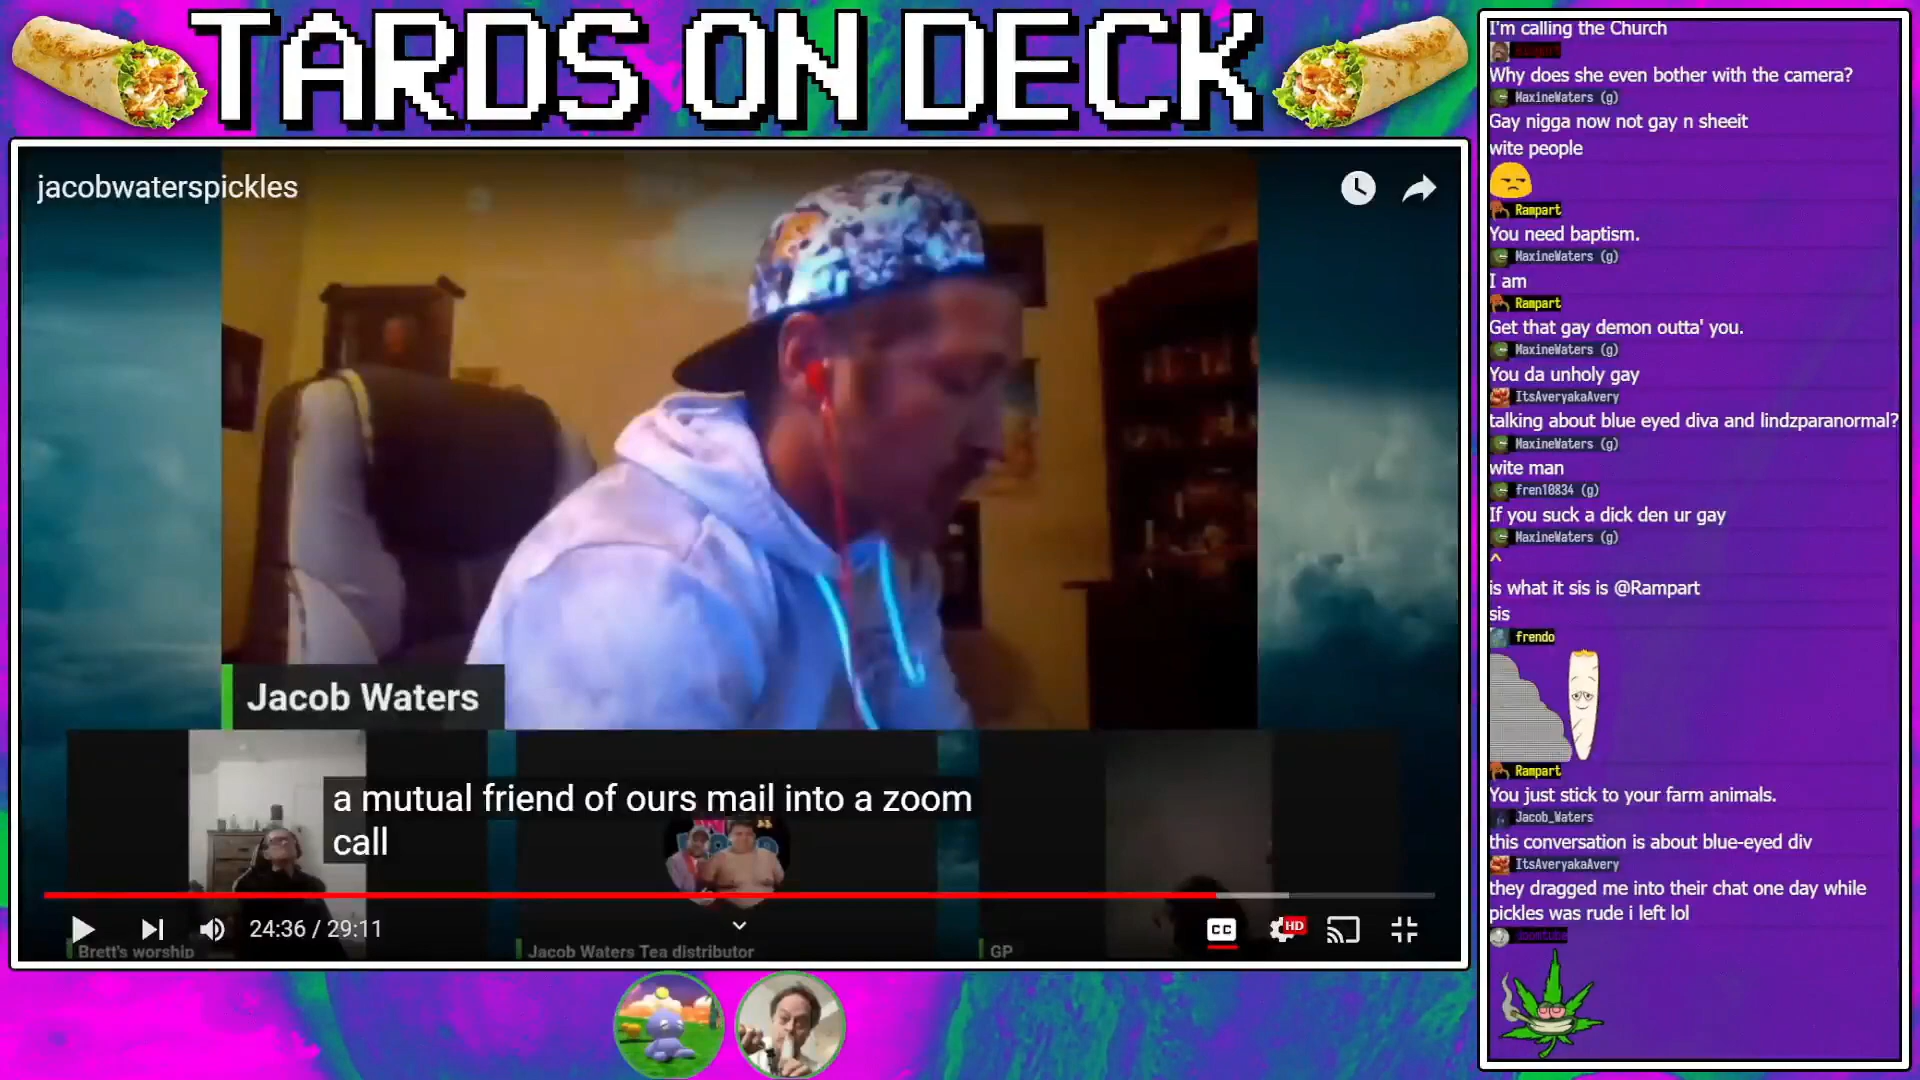 TARDS ON DECK
jacobwaterspickles
Jacob Waters
a mutual friend of ours mail into a zoom
call
24:36 / 29:11
CC
HD
Brett's worship
Jacob Waters Tea distributor
GP
I'm calling the Church
Why does she even bother with the camera?
MaxineWaters (g)
Gay nigga now not gay n sheeit
wite people
Rampart
You need baptism.
MaxineWaters (g)
I am
Rampart
Get that gay demon outta' you.
MaxineWaters (g)
You da unholy gay
ItsAveryakaAvery
talking about blue eyed diva and lindzparanormal?
MaxineWaters (g)
wite man
fren10834 (g)
If you suck a dick den ur gay
MaxineWaters (g)
^
is what it sis is @Rampart
sis
frendo
Rampart
You just stick to your farm animals.
Jacob_Waters
this conversation is about blue-eyed div
ItsAveryakaAvery
they dragged me into their chat one day while
pickles was rude i left lol